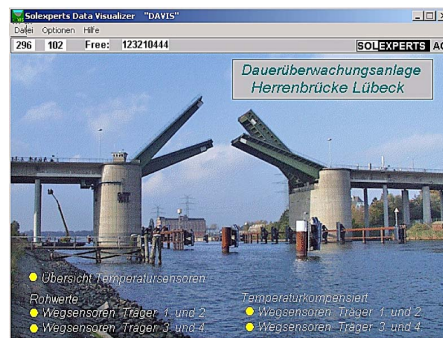 Solexperts Data Visualizer "DAVIS"
Datei Optionen Hilfe
296 102 Free: 123210444 SOLEXPERTS AG
Dauerüberwachungsanlage
Herrenbrücke Lübeck
Übersicht Temperatursensoren
Rohwerte
Wegsensoren Träger 1 und 2
Wegsensoren Träger 3 und 4
Temperaturkompensiert
Wegsensoren Träger 1 und 2
Wegsensoren Träger 3 und 4